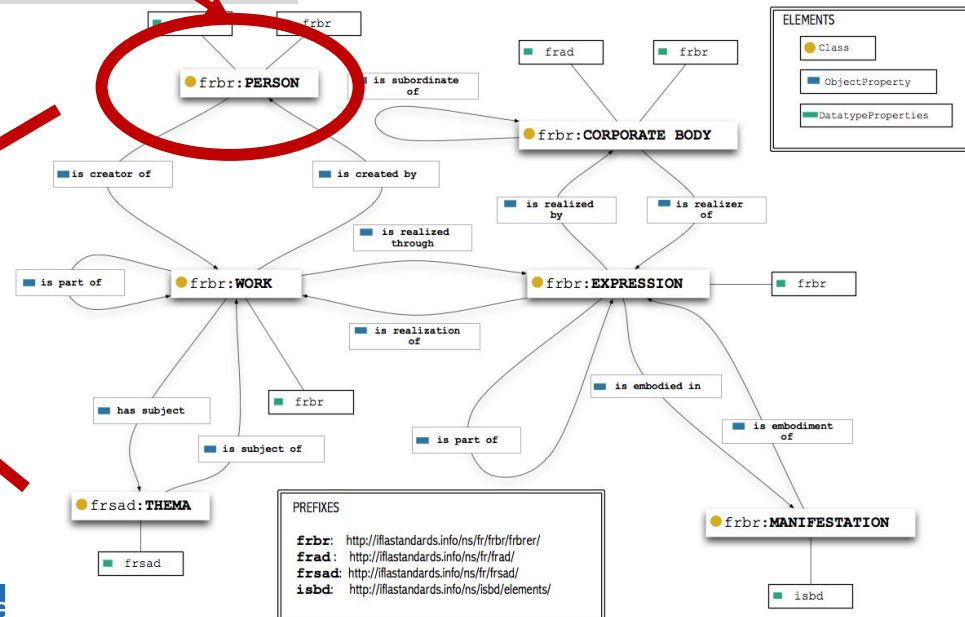 frbr
ELEMENTS
frbr:PERSON
is subordinate
of
frad
frbr
Class
ObjectProperty
DatatypeProperties
frbr:CORPORATE BODY
is creator of
is created by
is realized
by
is realizer
of
is realized
through
is part of
frbr:WORK
frbr:EXPRESSION
frbr
is realization
of
has subject
frbr
is subject of
is embodied in
is part of
is embodiment
of
frsad:THEMA
frsad
PREFIXES
frbr: http://iflastandards.info/ns/fr/frbr/frbrer/
frad: http://iflastandards.info/ns/fr/frad/
frsad: http://iflastandards.info/ns/fr/frsad/
isbd: http://iflastandards.info/ns/isbd/elements/
frbr:MANIFESTATION
isbd